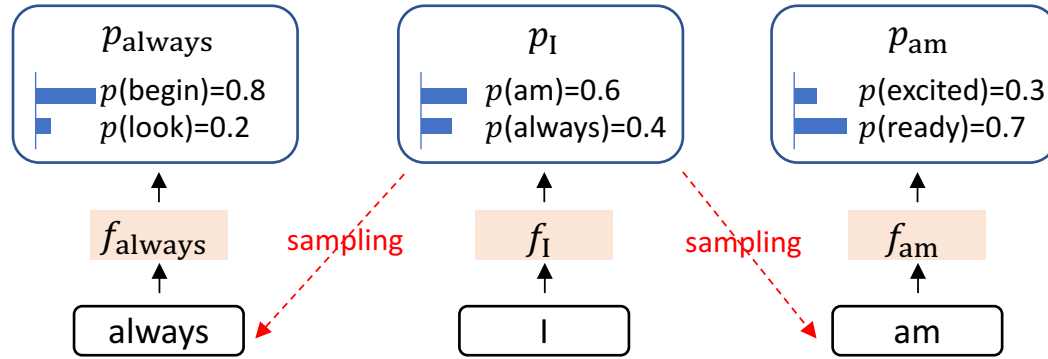 p_always
p(begin)=0.8
p(look)=0.2
p_I
p(am)=0.6
p(always)=0.4
p_am
p(excited)=0.3
p(ready)=0.7
f_always
sampling
f_I
sampling
f_am
always
I
am